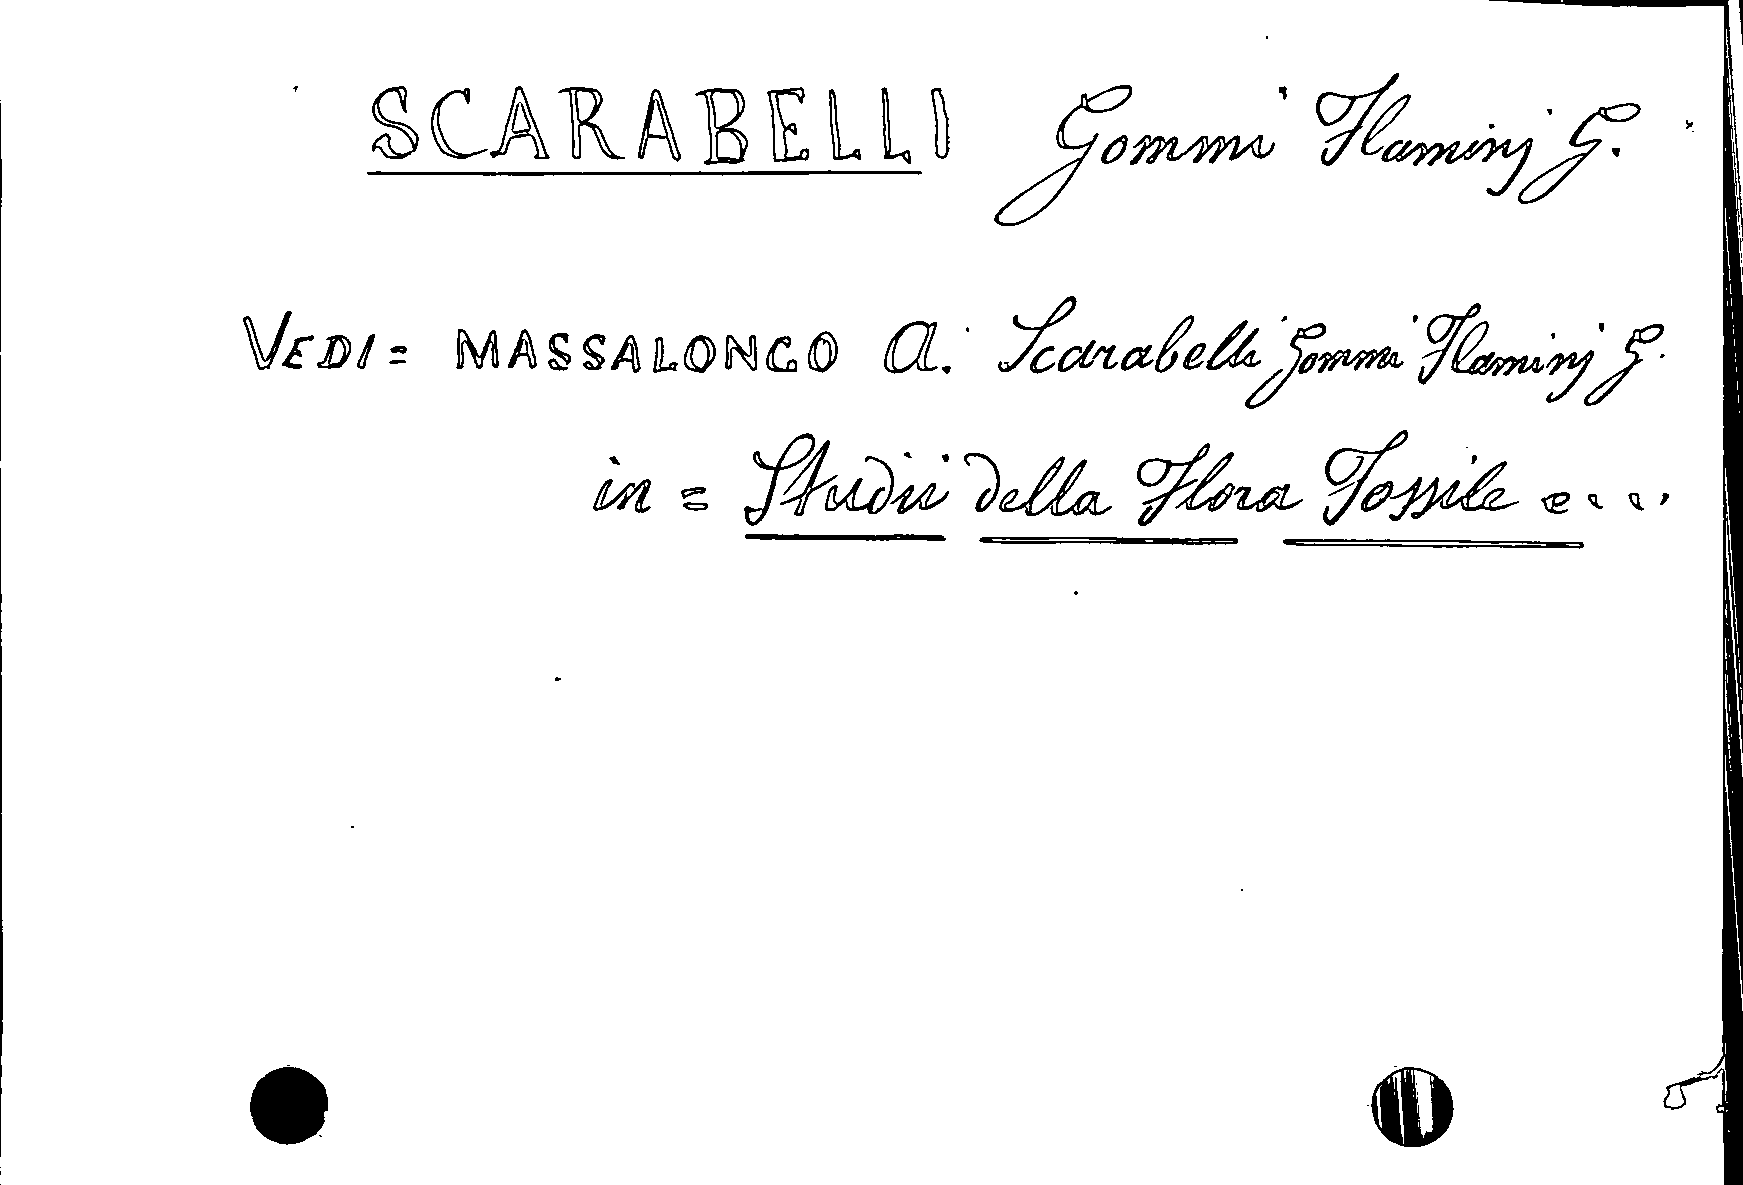 SCARABELLI Gommi Flaminj G.
VEDI = MASSALONGO A. Scarabelli Gommi Flaminj G.
in = Studii della Flora Fossile e....